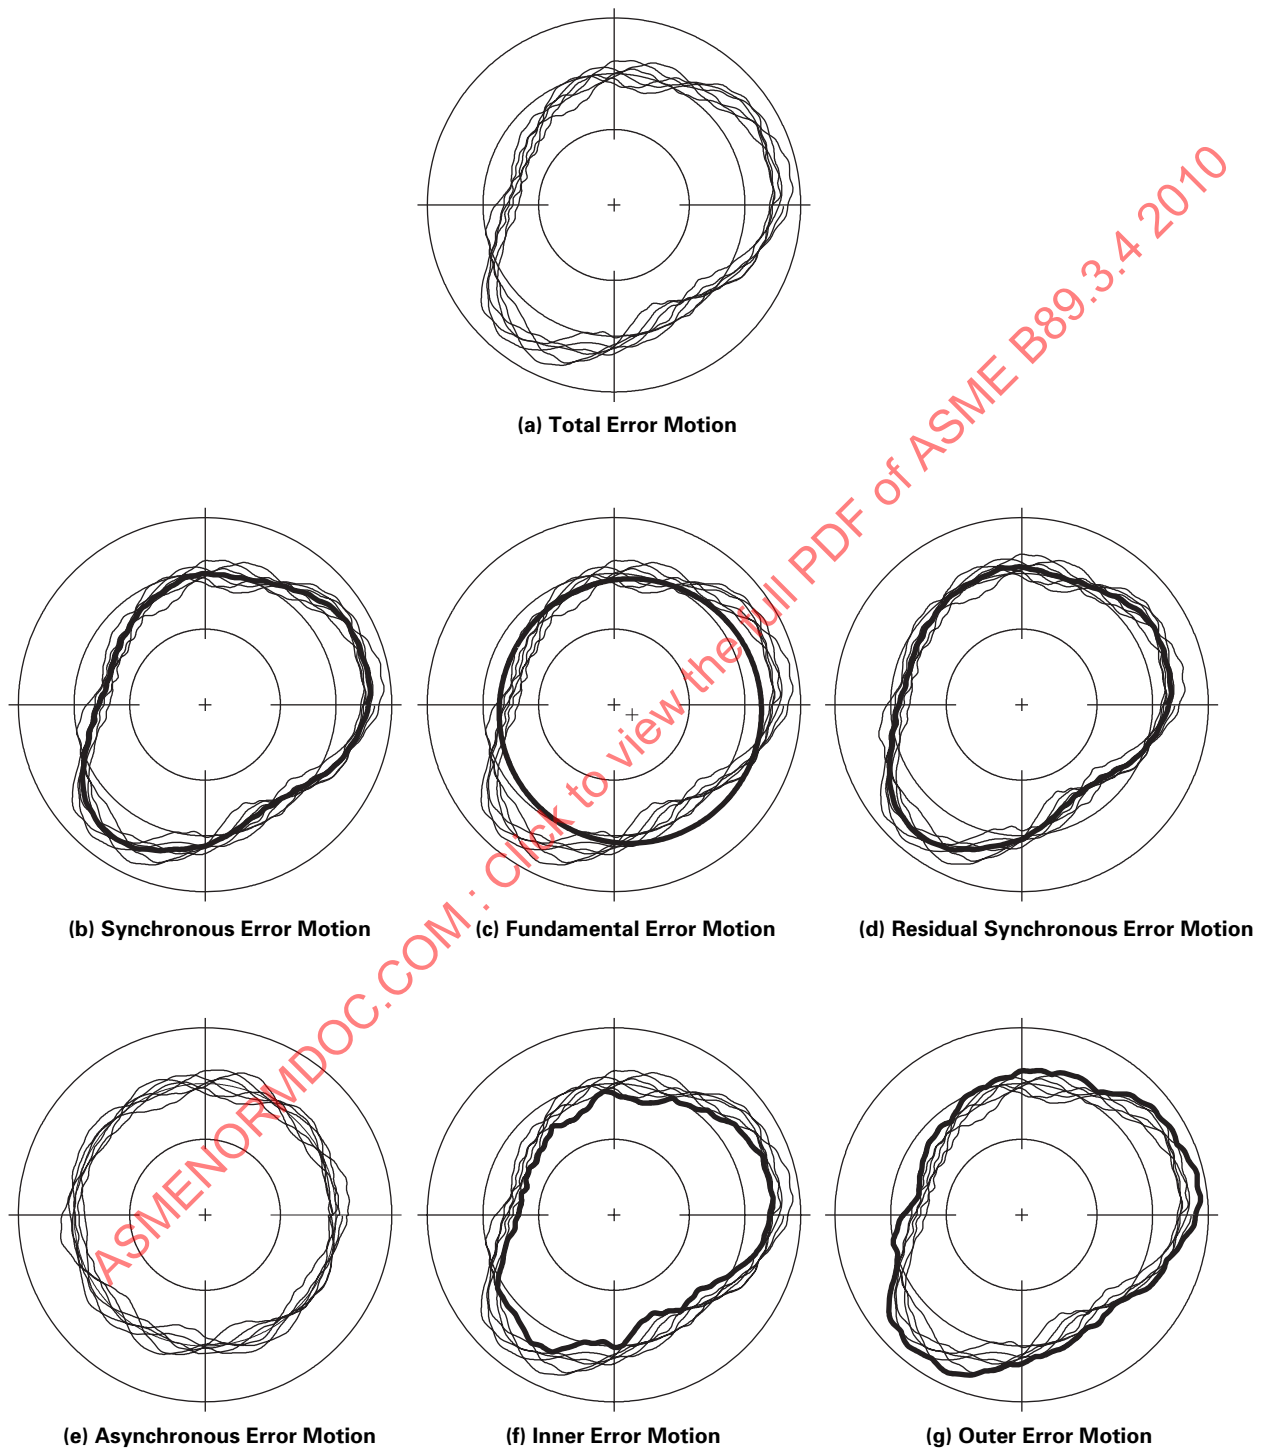 (a) Total Error Motion
(b) Synchronous Error Motion
(c) Fundamental Error Motion
(d) Residual Synchronous Error Motion
(e) Asynchronous Error Motion
(f) Inner Error Motion
(g) Outer Error Motion
ASMENORMDOC.COM : Click to view the full PDF of ASME B89.3.4 2010